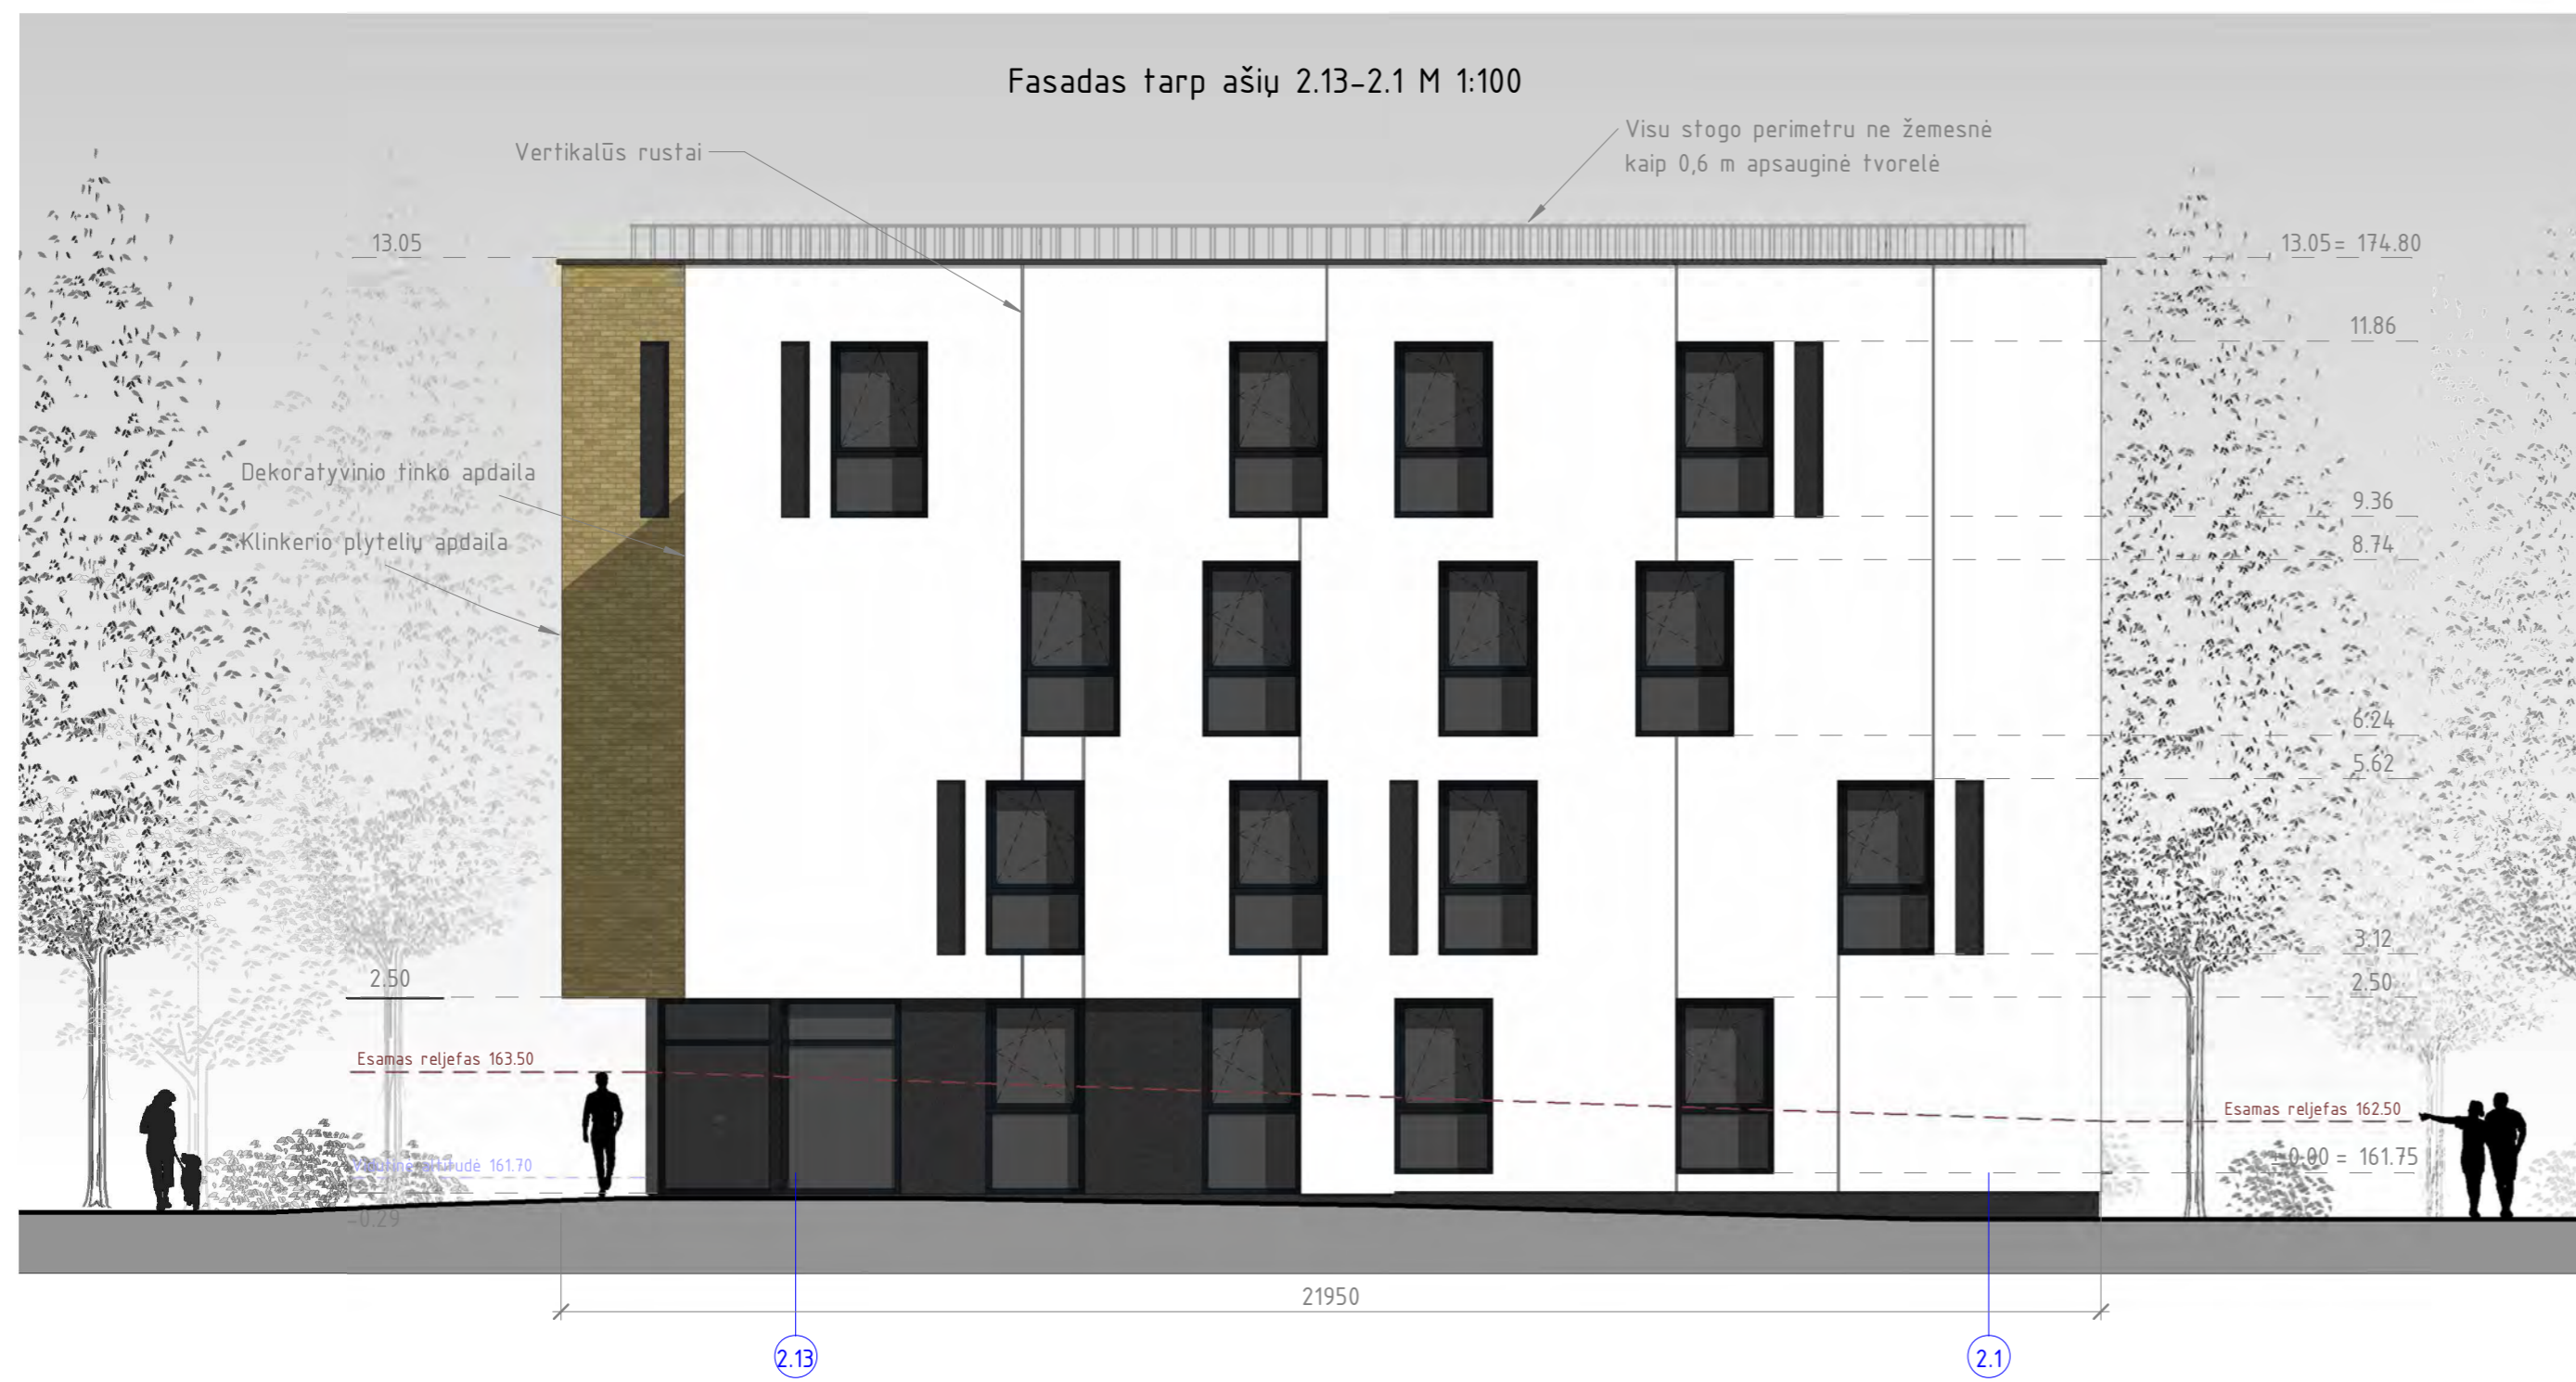 Fasadas tarp ašių 2.13-2.1 M 1:100
Visu stogo perimetru ne žemesnė
kaip 0,6 m apsauginė tvorelė
Vertikalūs rustai
13.05
13.05= 174.80
11.86
Dekoratyvinio tinko apdaila
9.36
Klinkerio plytelių apdaila
8.74
6.24
5.62
3.12
2.50
2.50
Esamas reljefas 163.50
Esamas reljefas 162.50
0.00 = 161.75
altitudė 161.70
-0.29
21950
2.13
2.1